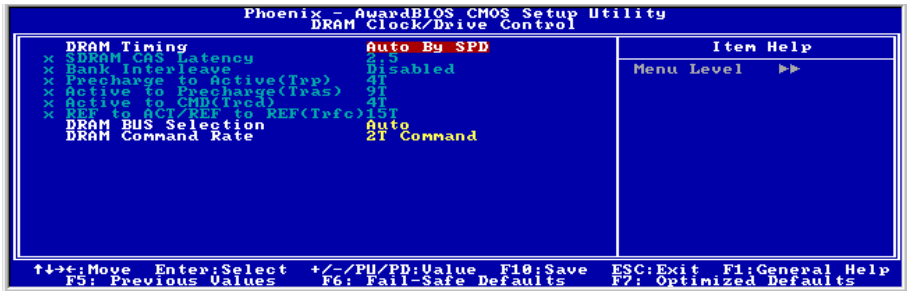 Phoenix - AwardBIOS CMOS Setup Utility
DRAM Clock/Drive Control
DRAM Timing Auto By SPD
x SDRAM CAS Latency 2.5
x Bank Interleave Disabled
x Precharge to Active(Trp) 4T
x Active to Precharge(Tras) 9T
x Active to CMD(Trcd) 4T
x REF to ACT/REF to REF(Trfc)15T
DRAM BUS Selection Auto
DRAM Command Rate 2T Command
Item Help
Menu Level ▶▶
↑↓→←:Move Enter:Select +/-/PU/PD:Value F10:Save ESC:Exit F1:General Help
F5: Previous Values F6: Fail-Safe Defaults F7: Optimized Defaults